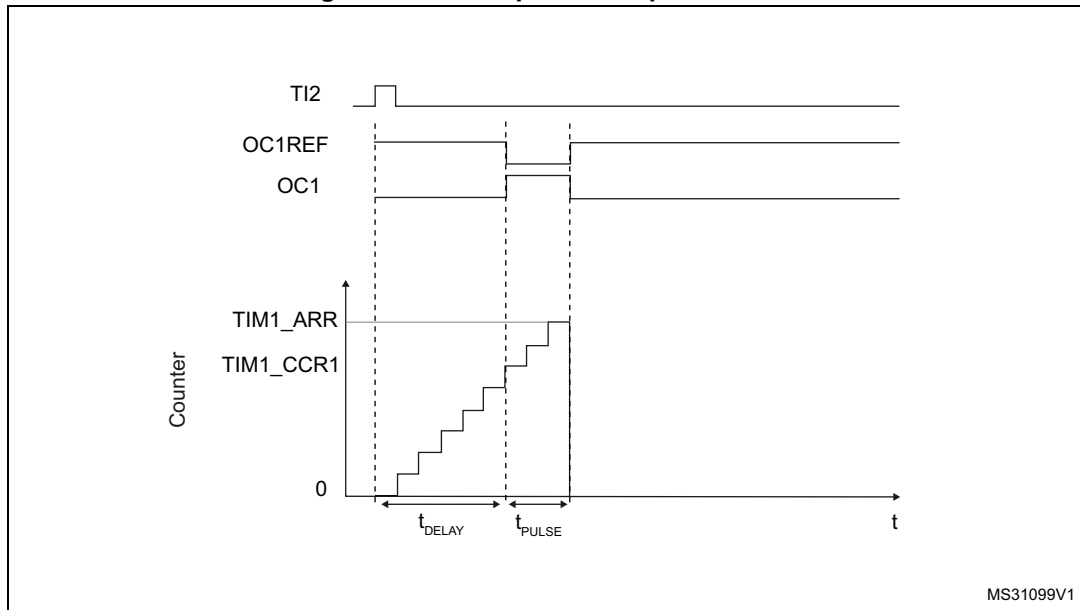 TI2
OC1REF
OC1
TIM1_ARR
TIM1_CCR1
Counter
0
tDELAY
tPULSE
t
MS31099V1